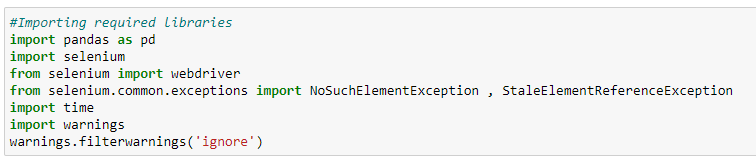 #Importing required libraries
import pandas as pd
import selenium
from selenium import webdriver
from selenium.common.exceptions import NoSuchElementException , StaleElementReferenceException
import time
import warnings
warnings.filterwarnings('ignore')